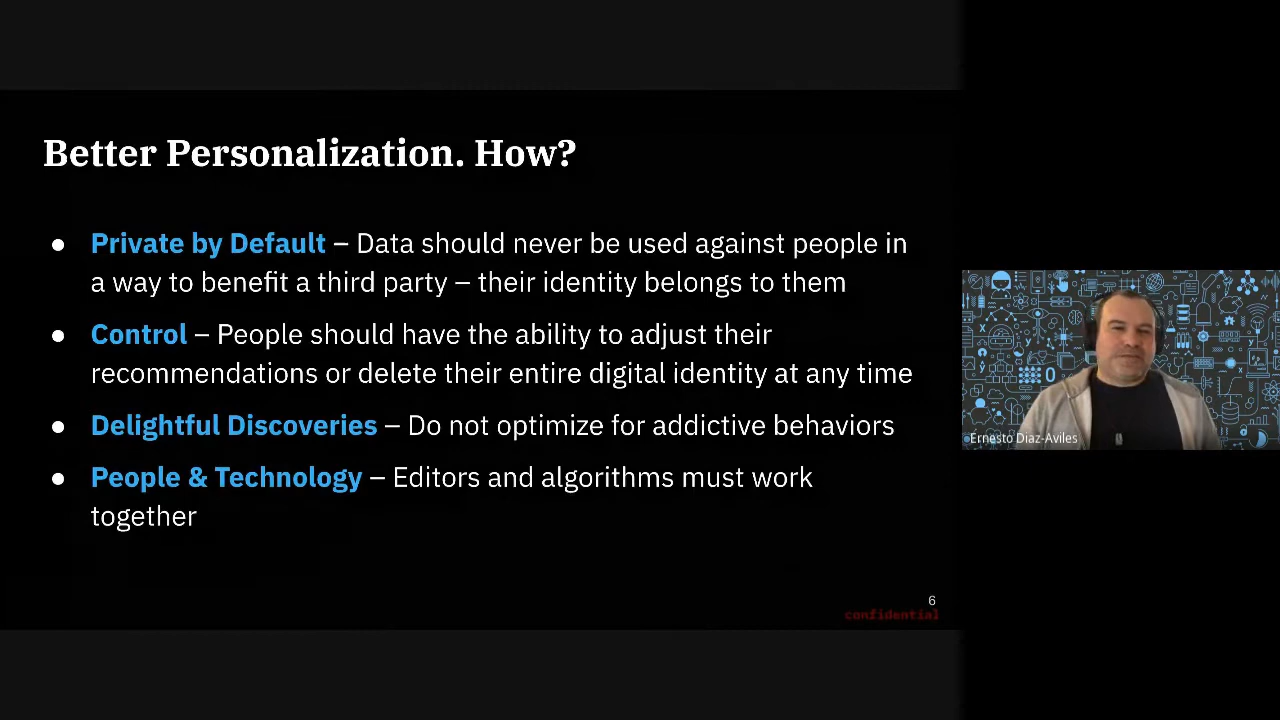 Better Personalization. How?
● Private by Default – Data should never be used against people in
a way to benefit a third party – their identity belongs to them
● Control – People should have the ability to adjust their
recommendations or delete their entire digital identity at any time
● Delightful Discoveries – Do not optimize for addictive behaviors
● People & Technology – Editors and algorithms must work
together
6
confidential
Ernesto Diaz-Aviles